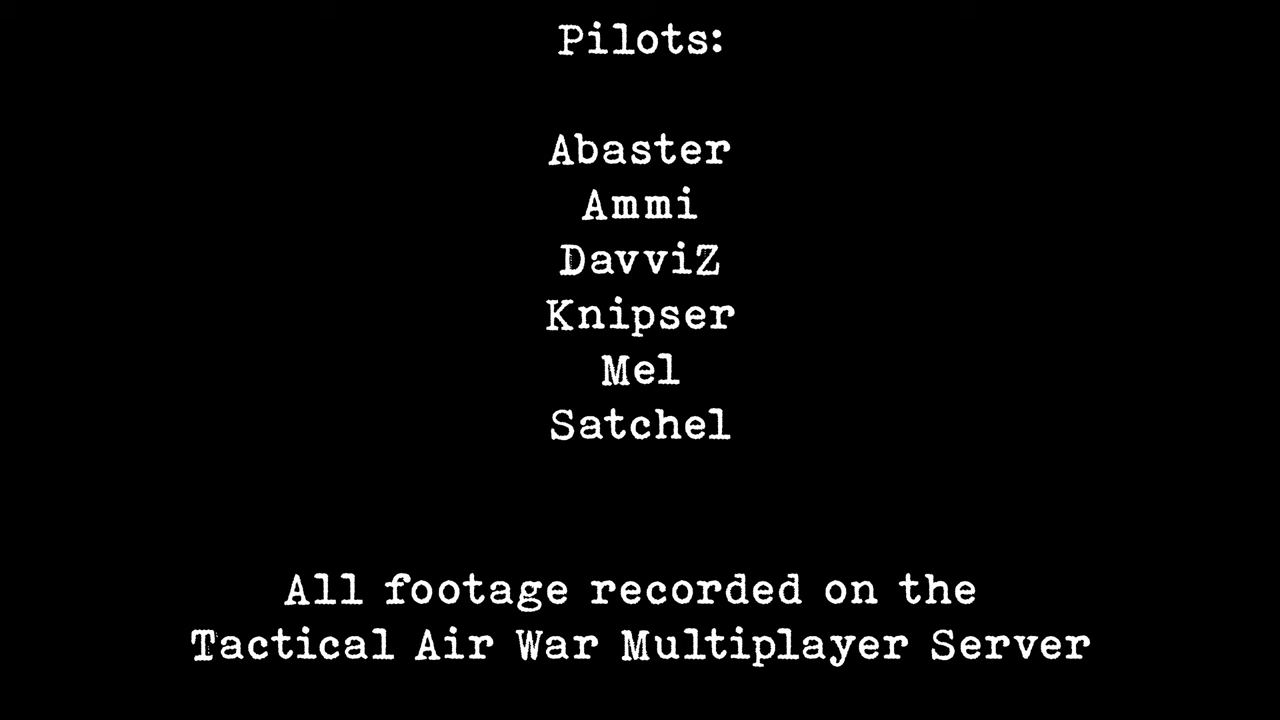 Pilots:
Abaster
Ammi
DavviZ
Knipser
Mel
Satchel
All footage recorded on the
Tactical Air War Multiplayer Server